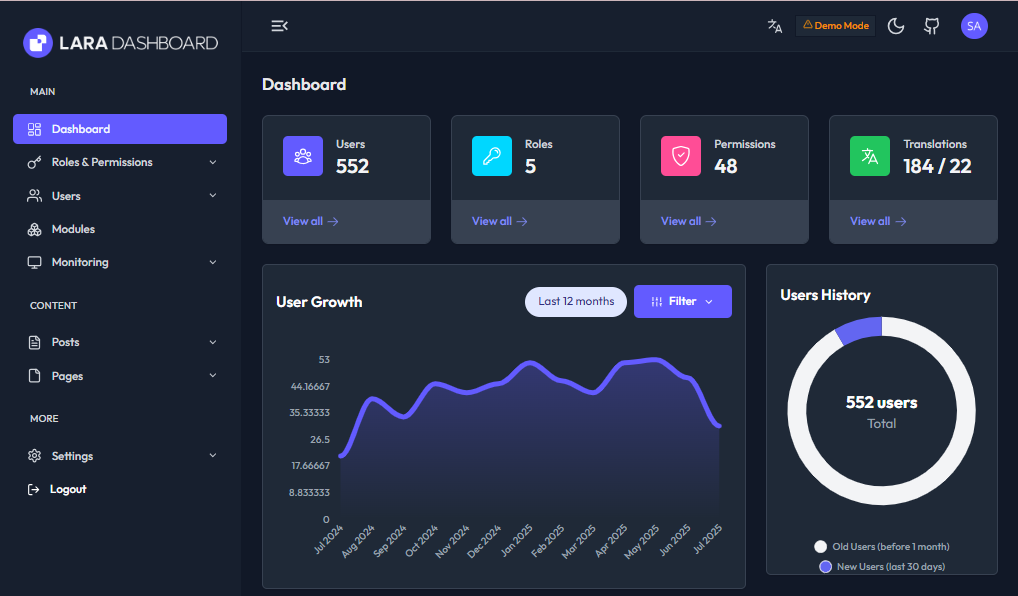 LARA DASHBOARD
Demo Mode
SA
MAIN
Dashboard
Roles & Permissions
Users
Modules
Monitoring
CONTENT
Posts
Pages
MORE
Settings
Logout
Dashboard
Users
552
View all
Roles
5
View all
Permissions
48
View all
Translations
184 / 22
View all
User Growth
Last 12 months
Filter
53
44.16667
35.33333
26.5
17.66667
8.833333
0
Jul 2024
Aug 2024
Sep 2024
Oct 2024
Nov 2024
Dec 2024
Jan 2025
Feb 2025
Mar 2025
Apr 2025
May 2025
Jun 2025
Jul 2025
Users History
552 users
Total
Old Users (before 1 month)
New Users (last 30 days)